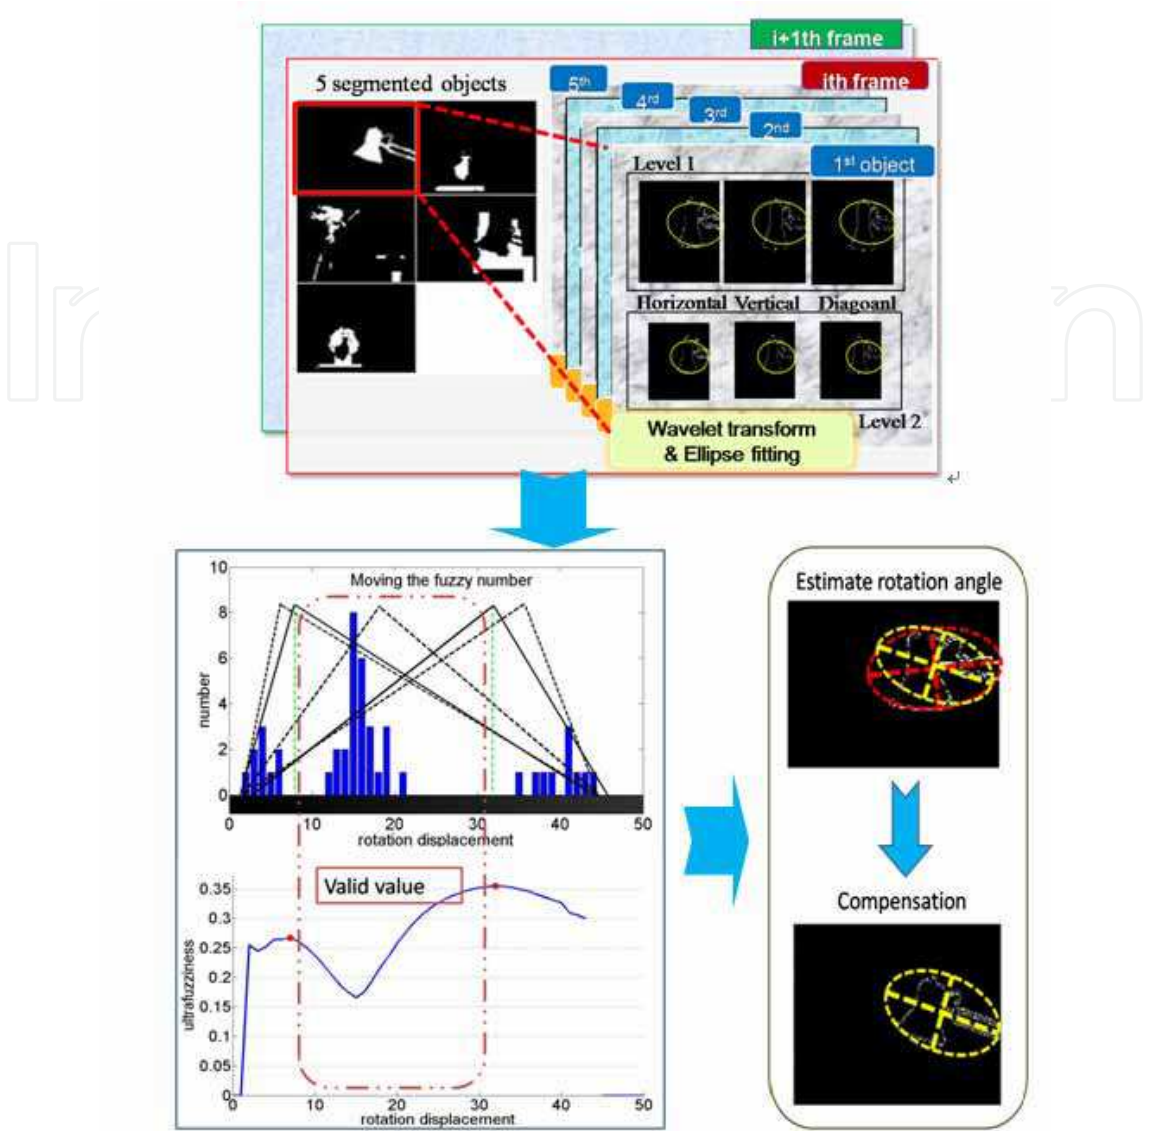 i+1th frame
ith frame
5 segmented objects
5th
4rd
3rd
2nd
1st object
Level 1
Horizontal Vertical Diagoanl
Level 2
Wavelet transform
& Ellipse fitting
Moving the fuzzy number
number
10
8
6
4
2
0
0 10 20 30 40 50
rotation displacement
Valid value
ultrafuzziness
0.35
0.3
0.25
0.2
0.15
0.1
0.05
0
0 10 20 30 40 50
rotation displacement
Estimate rotation angle
Compensation